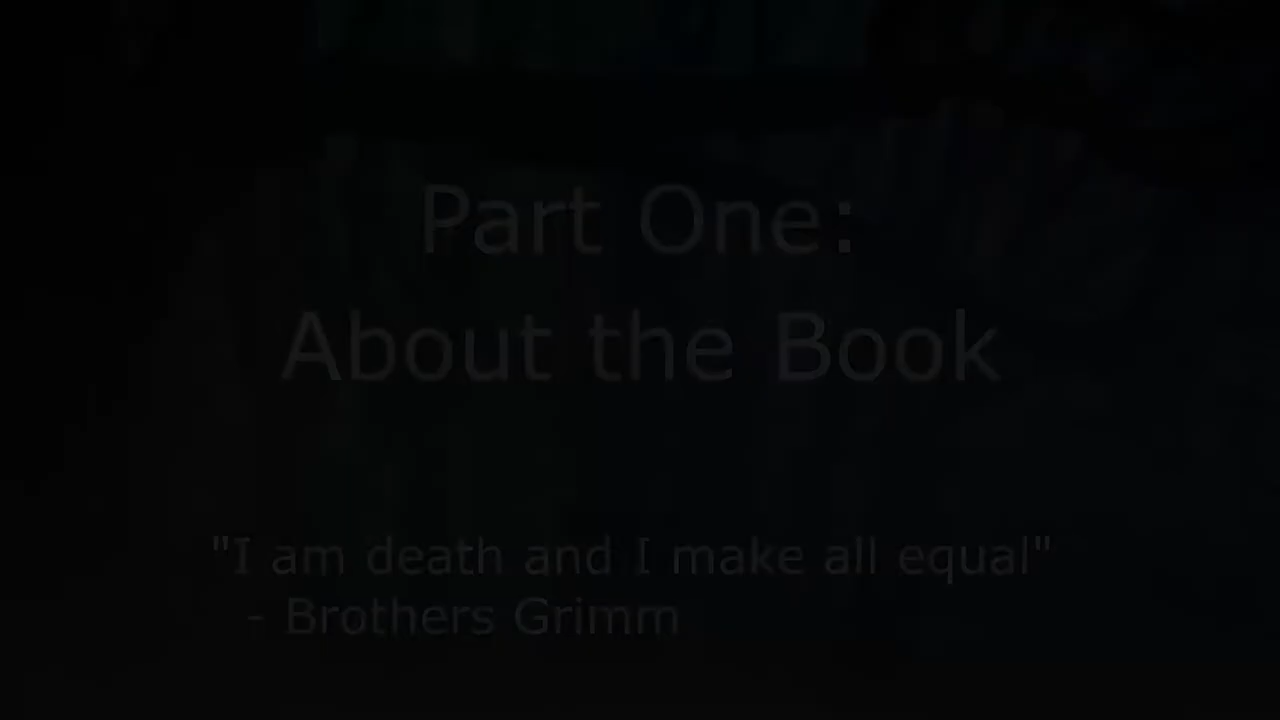 Part One:
About the Book
"I am death and I make all equal"
- Brothers Grimm